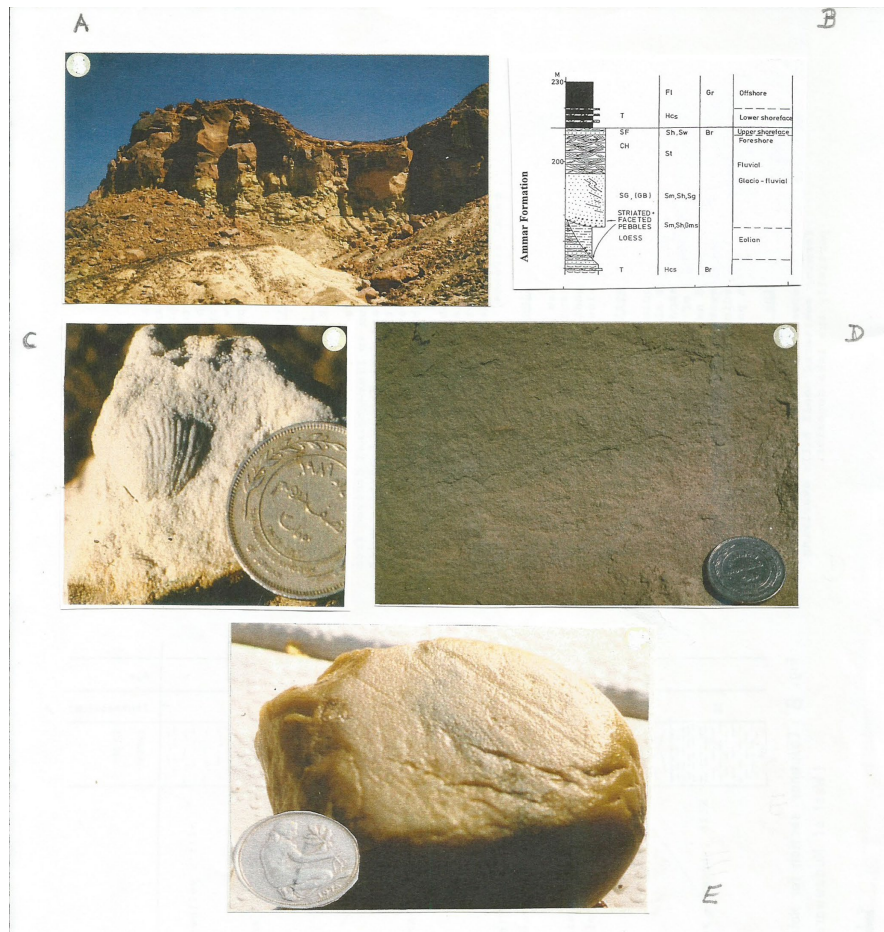 A
B
M
230
Fl Gr Offshore
T Hcs Lower shoreface
SF Sh, Sw Br Upper shoreface
Foreshore
CH St
200
Fluvial
Glacio-fluvial
SG, (GB) Sm, Sh, Sg
STRIATED+
FACETED
PEBBLES
Sm, Sh, Gms
LOESS Eolian
T Hcs Br
Ammar Formation
C
D
E